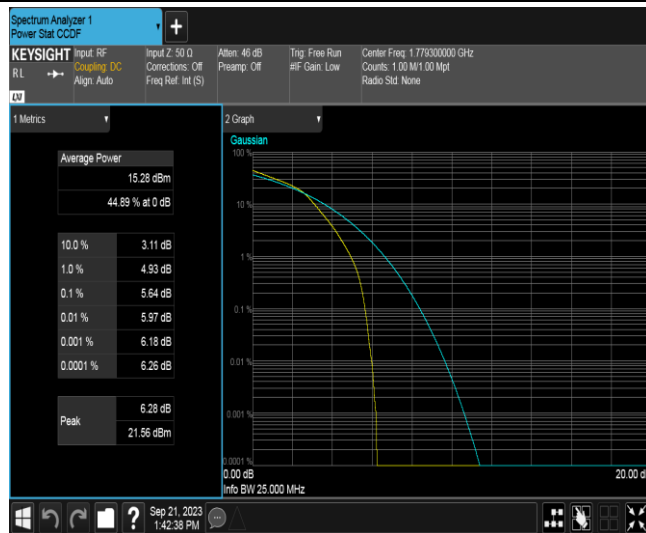 Spectrum Analyzer 1
Power Stat CCDF
KEYSIGHT
RL
Input: RF
Coupling: DC
Align: Auto
Input Z: 50 Ω
Corrections: Off
Freq Ref: Int (S)
Atten: 46 dB
Preamp: Off
Trig: Free Run
#IF Gain: Low
Center Freq: 1.779300000 GHz
Counts: 1.00 M/1.00 Mpt
Radio Std: None
1 Metrics
Average Power
15.28 dBm
44.89 % at 0 dB
10.0 % 3.11 dB
1.0 % 4.93 dB
0.1 % 5.64 dB
0.01 % 5.97 dB
0.001 % 6.18 dB
0.0001 % 6.26 dB
Peak
6.28 dB
21.56 dBm
2 Graph
Gaussian
100 %
10 %
1 %
0.1 %
0.01 %
0.001 %
0.0001 %
0.00 dB
20.00 d
Info BW 25.000 MHz
?
Sep 21, 2023
1:42:38 PM